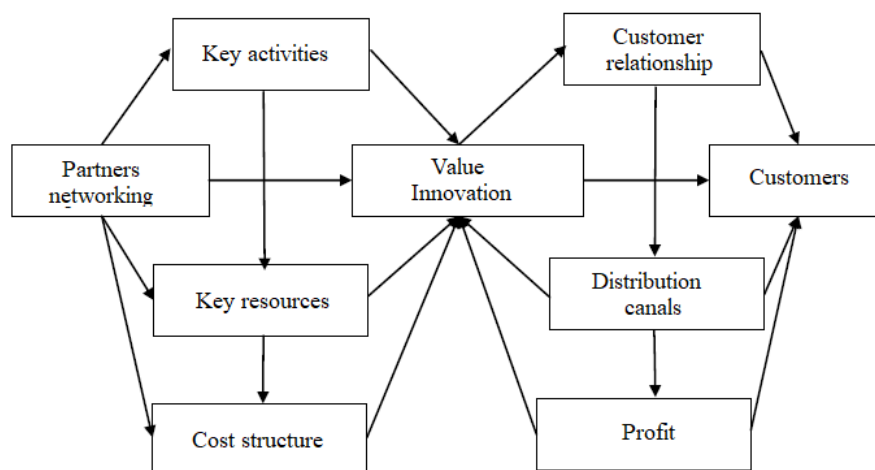 Key activities
Customer
relationship
Partners
networking
Value
Innovation
Customers
Key resources
Distribution
canals
Cost structure
Profit